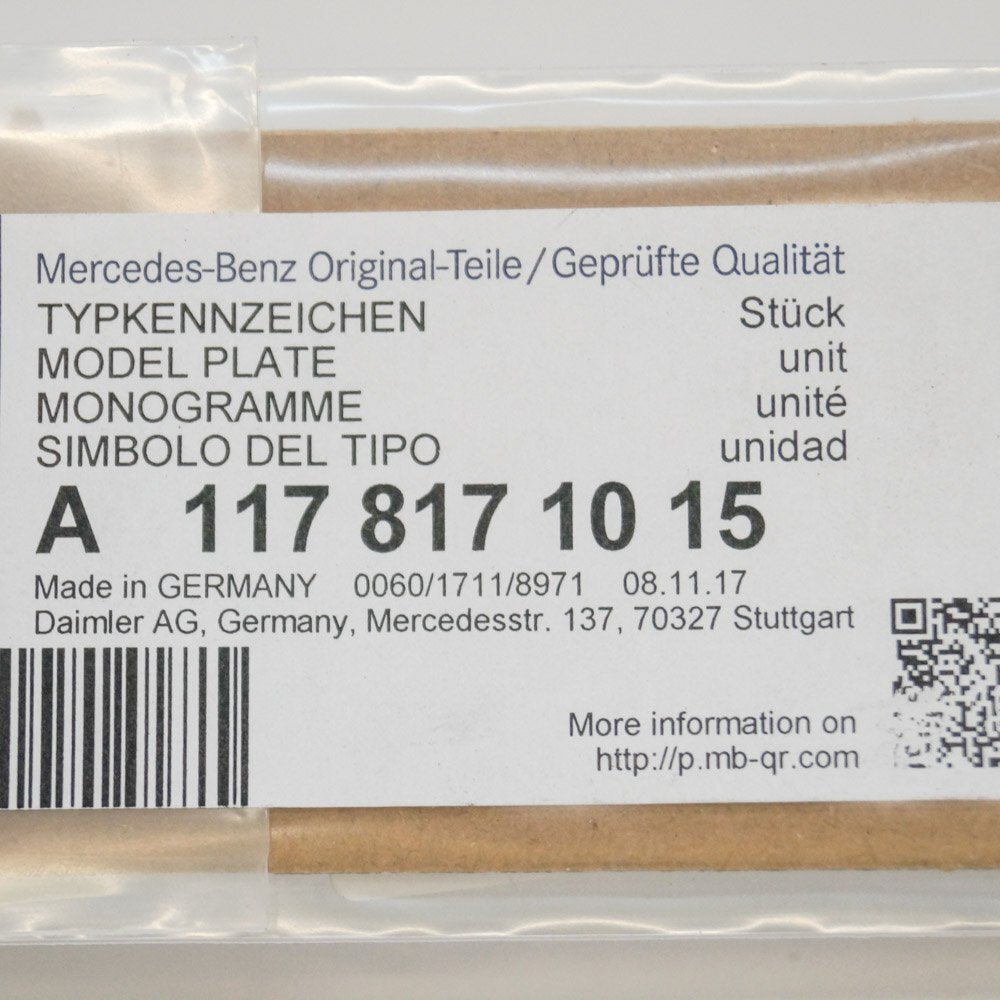 Mercedes-Benz Original-Teile/Geprüfte Qualität
TYPKENNZEICHEN Stück
MODEL PLATE unit
MONOGRAMME unité
SIMBOLO DEL TIPO unidad
A 117 817 10 15
Made in GERMANY 0060/1711/8971 08.11.17
Daimler AG, Germany, Mercedesstr. 137, 70327 Stuttgart
More information on
http://p.mb-qr.com